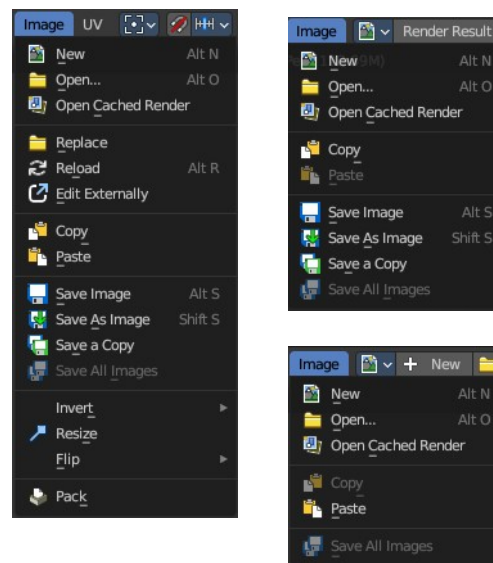 Image UV
New Alt N
Open... Alt O
Open Cached Render
Replace
Reload Alt R
Edit Externally
Copy
Paste
Save Image Alt S
Save As Image Shift S
Save a Copy
Save All Images
Invert
Resize
Flip
Pack
Image Render Result
New Alt N
Open... Alt O
Open Cached Render
Copy
Paste
Save Image Alt S
Save As Image Shift S
Save a Copy
Save All Images
Image New
New Alt N
Open... Alt O
Open Cached Render
Copy
Paste
Save All Images